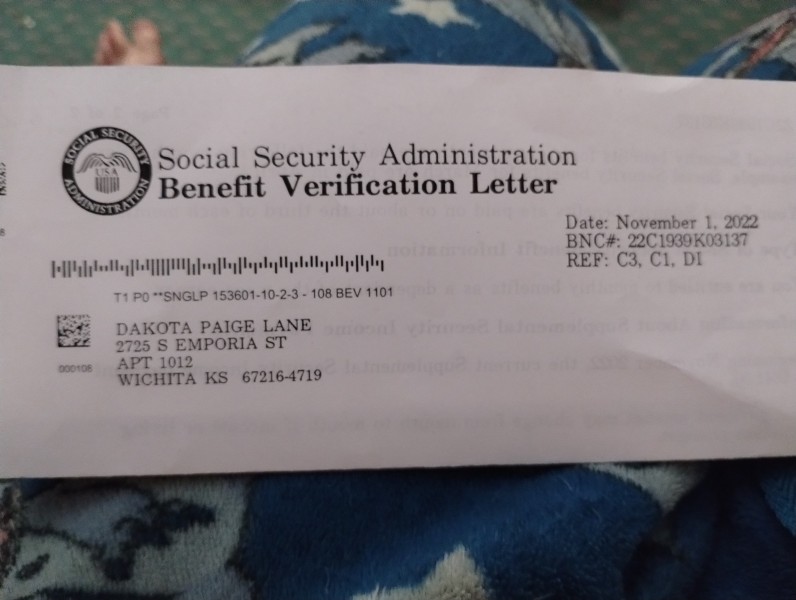 SOCIAL SECURITY ADMINISTRATION
USA
Social Security Administration
Benefit Verification Letter
Date: November 1, 2022
BNC#: 22C1939K03137
REF: C3, C1, DI
T1 P0 **SNGLP 153601-10-2-3 - 108 BEV 1101
DAKOTA PAIGE LANE
2725 S EMPORIA ST
000108
APT 1012
WICHITA KS 67216-4719